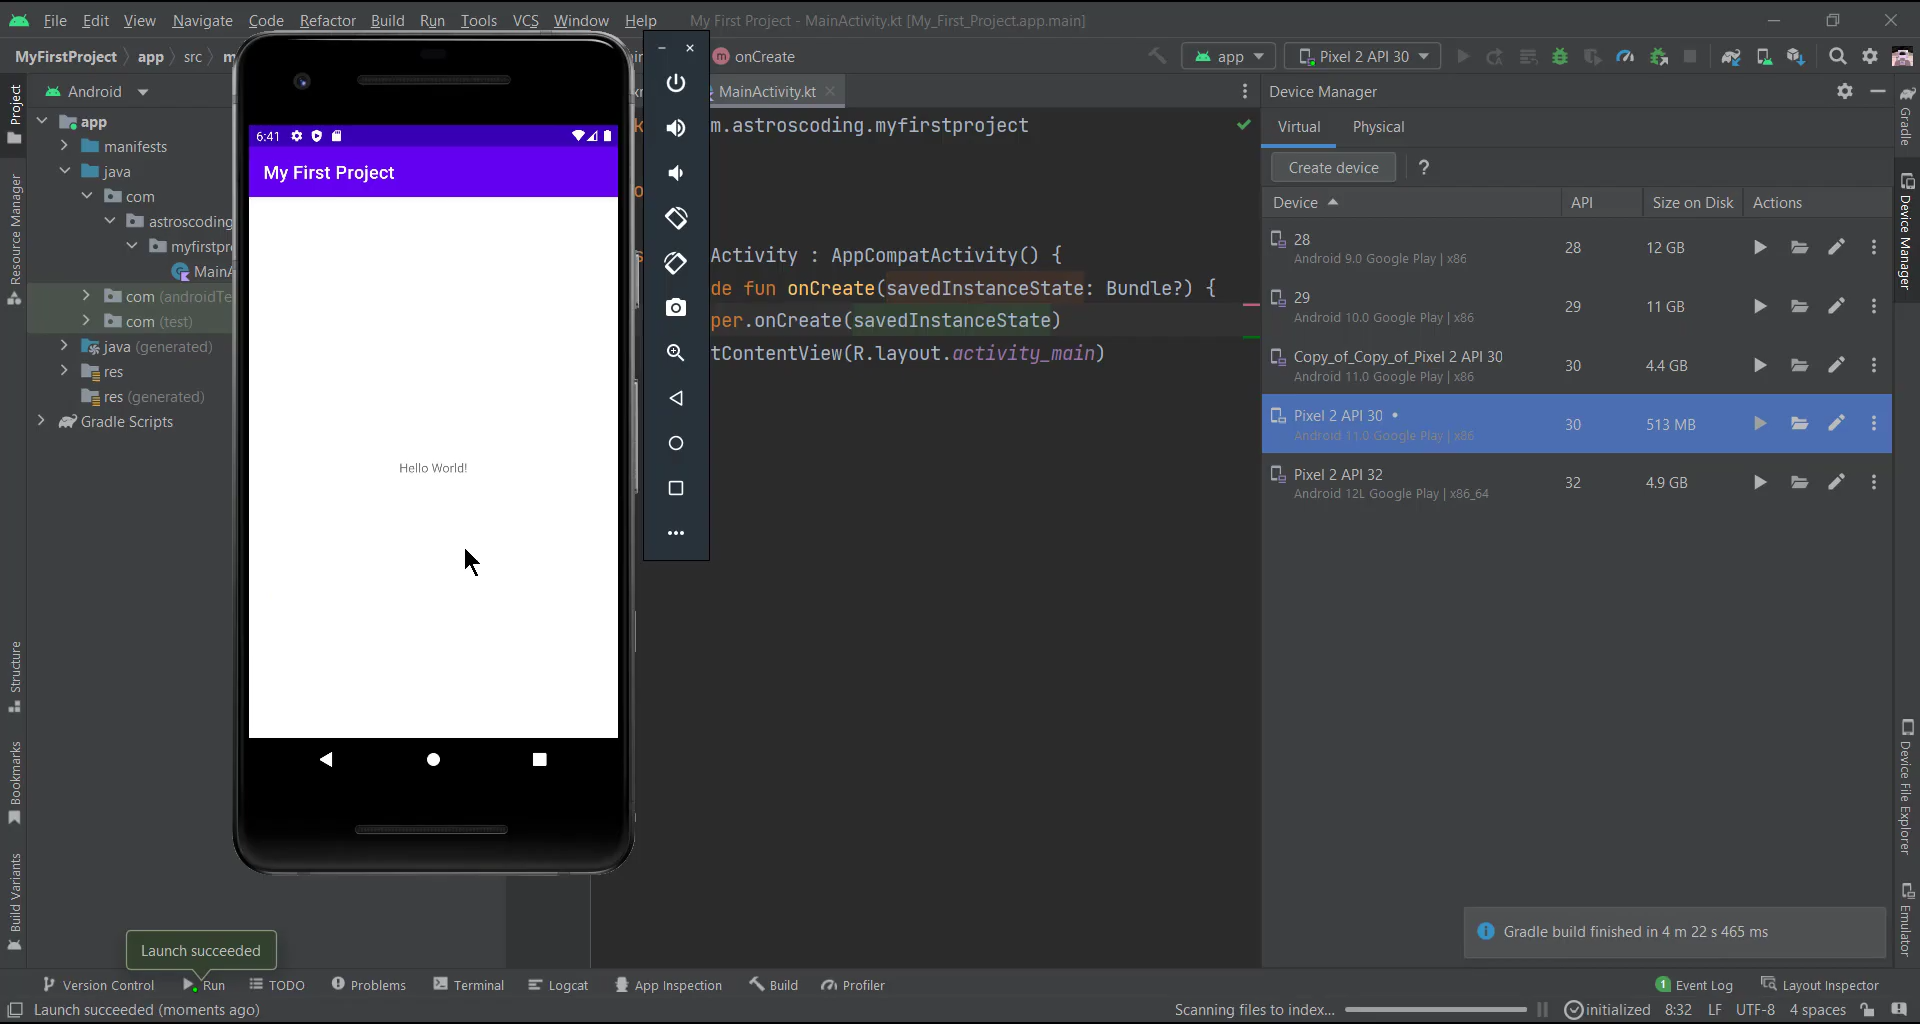 File Edit View Navigate Code Refactor Build Run Tools VCS Window Help My First Project - MainActivity.kt [My_First_Project.app.main]
MyFirstProject app src m onCreate app Pixel 2 API 30
Project
Resource Manager
Structure
Bookmarks
Build Variants
Android
app
manifests
java
com
astroscoding
myfirstpr
MainA
com (androidTe
com (test)
java (generated)
res
res (generated)
Gradle Scripts
6:41
My First Project
Hello World!
MainActivity.kt
m.astroscoding.myfirstproject
Activity : AppCompatActivity() {
de fun onCreate(savedInstanceState: Bundle?) {
per.onCreate(savedInstanceState)
tContentView(R.layout.activity_main)
Device Manager
Virtual Physical
Create device ?
Device API Size on Disk Actions
28 28 12 GB
Android 9.0 Google Play | x86
29 29 11 GB
Android 10.0 Google Play | x86
Copy_of_Copy_of_Pixel 2 API 30 30 4.4 GB
Android 11.0 Google Play | x86
Pixel 2 API 30 • 30 513 MB
Android 11.0 Google Play | x86
Pixel 2 API 32 32 4.9 GB
Android 12L Google Play | x86_64
Gradle
Device Manager
Device File Explorer
Emulator
Gradle build finished in 4 m 22 s 465 ms
Launch succeeded
Version Control Run TODO Problems Terminal Logcat App Inspection Build Profiler 1 Event Log Layout Inspector
Launch succeeded (moments ago) Scanning files to index... initialized 8:32 LF UTF-8 4 spaces